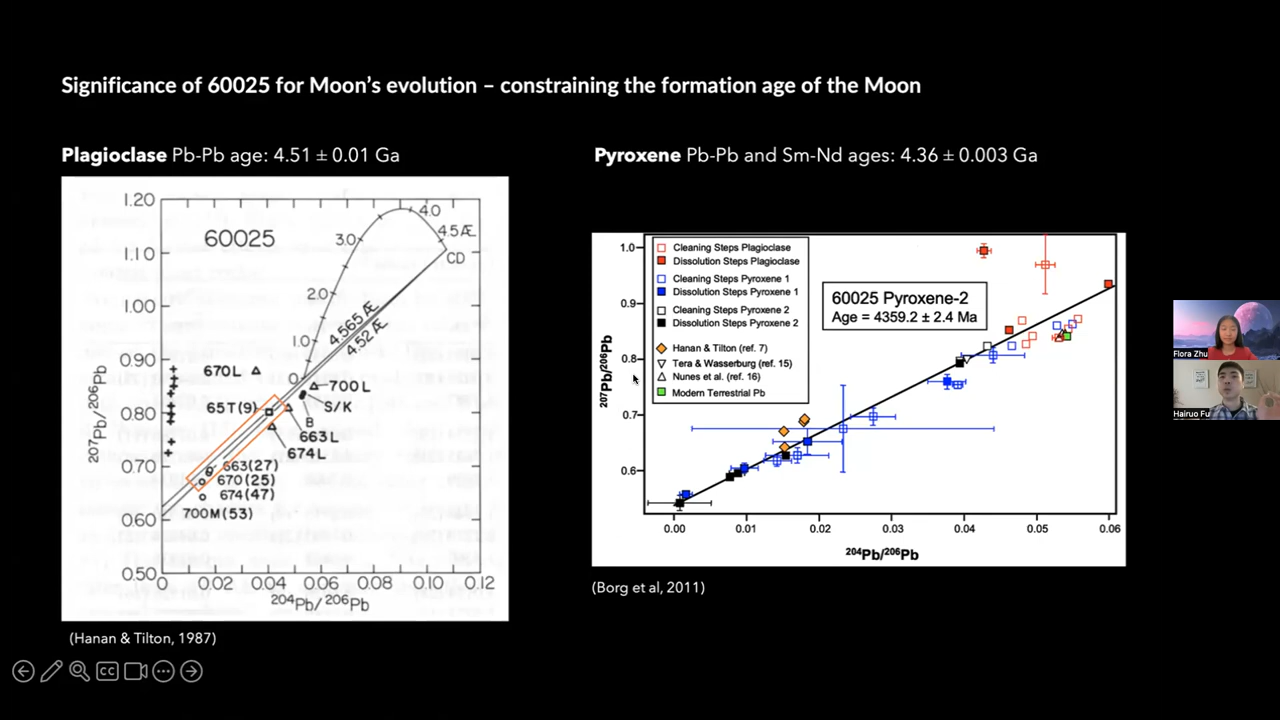 Significance of 60025 for Moon's evolution – constraining the formation age of the Moon
Plagioclase Pb-Pb age: 4.51 ± 0.01 Ga
1.20
1.10
1.00
0.90
0.80
0.70
0.60
0.50
207Pb/206Pb
60025
4.0
4.5Æ
CD
3.0
2.0
1.0
0
4.565Æ
4.52Æ
670L
700L
65T(9)
S/K
B
663L
674L
663(27)
670(25)
674(47)
700M(53)
0
0.02
0.04
0.06
0.08
0.10
0.12
204Pb/206Pb
(Hanan & Tilton, 1987)
Pyroxene Pb-Pb and Sm-Nd ages: 4.36 ± 0.003 Ga
1.0
0.9
0.8
0.7
0.6
207Pb/206Pb
Cleaning Steps Plagioclase
Dissolution Steps Plagioclase
Cleaning Steps Pyroxene 1
Dissolution Steps Pyroxene 1
Cleaning Steps Pyroxene 2
Dissolution Steps Pyroxene 2
Hanan & Tilton (ref. 7)
Tera & Wasserburg (ref. 15)
Nunes et al. (ref. 16)
Modern Terrestrial Pb
60025 Pyroxene-2
Age = 4359.2 ± 2.4 Ma
0.00
0.01
0.02
0.03
0.04
0.05
0.06
204Pb/206Pb
(Borg et al, 2011)
Flora Zhu
Hairuo Fu
CC